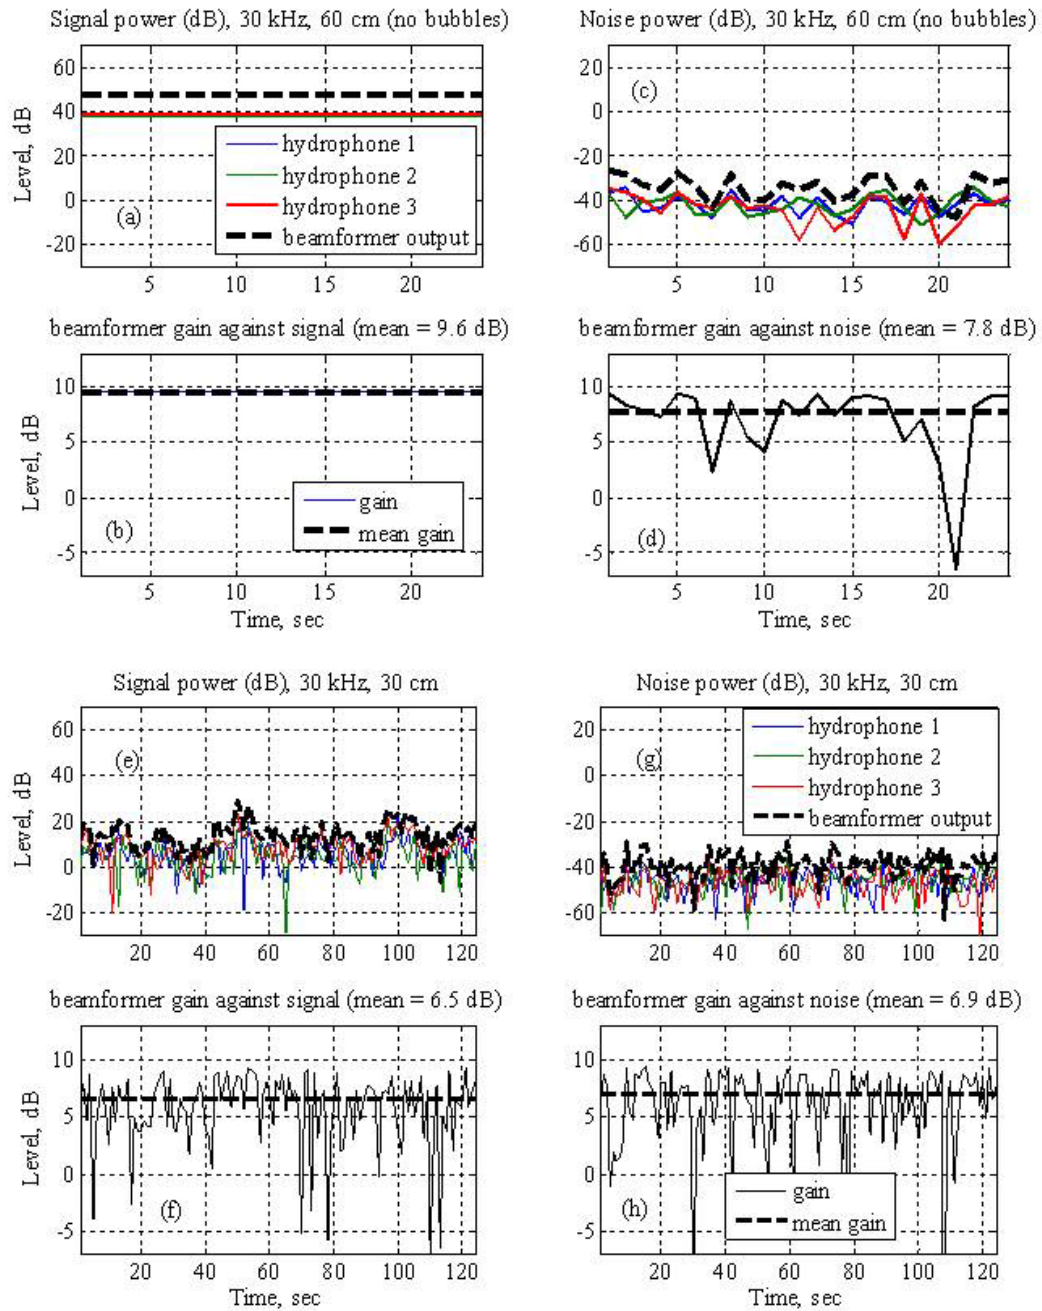 Signal power (dB), 30 kHz, 60 cm (no bubbles)
60
40
20
0
-20
Level, dB
(a)
hydrophone 1
hydrophone 2
hydrophone 3
beamformer output
5
10
15
20
Noise power (dB), 30 kHz, 60 cm (no bubbles)
20
0
-20
-40
-60
(c)
5
10
15
20
beamformer gain against signal (mean = 9.6 dB)
10
5
0
-5
Level, dB
(b)
gain
mean gain
5
10
15
20
Time, sec
beamformer gain against noise (mean = 7.8 dB)
10
5
0
-5
(d)
5
10
15
20
Time, sec
Signal power (dB), 30 kHz, 30 cm
60
40
20
0
-20
Level, dB
(e)
20
40
60
80
100
120
Noise power (dB), 30 kHz, 30 cm
20
0
-20
-40
-60
(g)
hydrophone 1
hydrophone 2
hydrophone 3
beamformer output
20
40
60
80
100
120
beamformer gain against signal (mean = 6.5 dB)
10
5
0
-5
Level, dB
(f)
20
40
60
80
100
120
Time, sec
beamformer gain against noise (mean = 6.9 dB)
10
5
0
-5
(h)
gain
mean gain
20
40
60
80
100
120
Time, sec